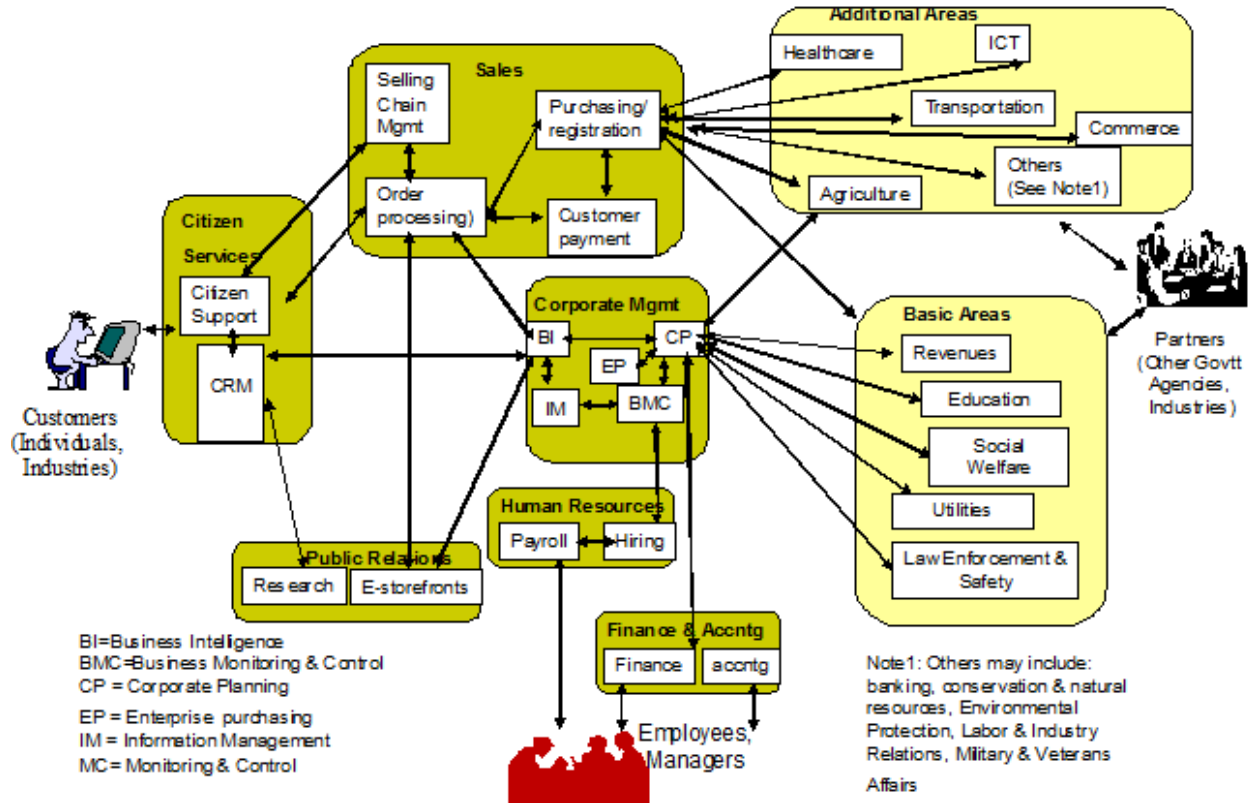 Additional Areas
Healthcare
ICT
Transportation
Commerce
Others
(See Note1)
Agriculture
Sales
Selling
Chain
Mgmt
Purchasing/
registration
Order
processing)
Customer
payment
Citizen
Services
Citizen
Support
CRM
Customers
(Individuals,
Industries)
Corporate Mgmt
BI
CP
EP
IM
BMC
Basic Areas
Revenues
Education
Social
Welfare
Utilities
Law Enforcement &
Safety
Partners
(Other Govtt
Agencies,
Industries)
Human Resources
Payroll
Hiring
Public Relations
Research
E-storefronts
Finance & Accntg
Finance
accntg
Employees,
Managers
BI=Business Intelligence
BMC=Business Monitoring & Control
CP = Corporate Planning
EP = Enterprise purchasing
IM = Information Management
MC= Monitoring & Control
Note1: Others may include:
banking, conservation & natural
resources, Environmental
Protection, Labor & Industry
Relations, Military & Veterans
Affairs